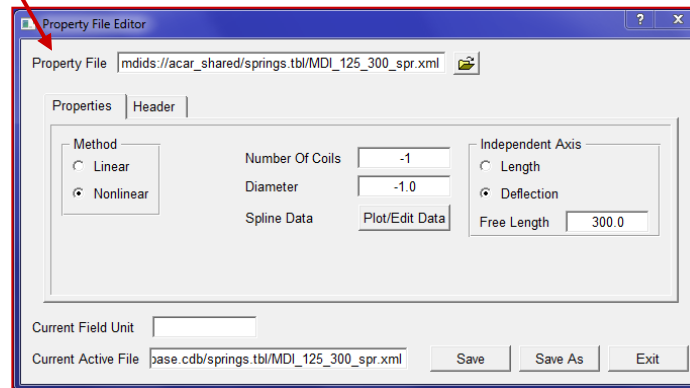 Property File Editor
? X
Property File mdids://acar_shared/springs.tbl/MDI_125_300_spr.xml
Properties Header
Method
Linear
Nonlinear
Number Of Coils -1
Diameter -1.0
Spline Data Plot/Edit Data
Independent Axis
Length
Deflection
Free Length 300.0
Current Field Unit
Current Active File base.cdb/springs.tbl/MDI_125_300_spr.xml Save Save As Exit